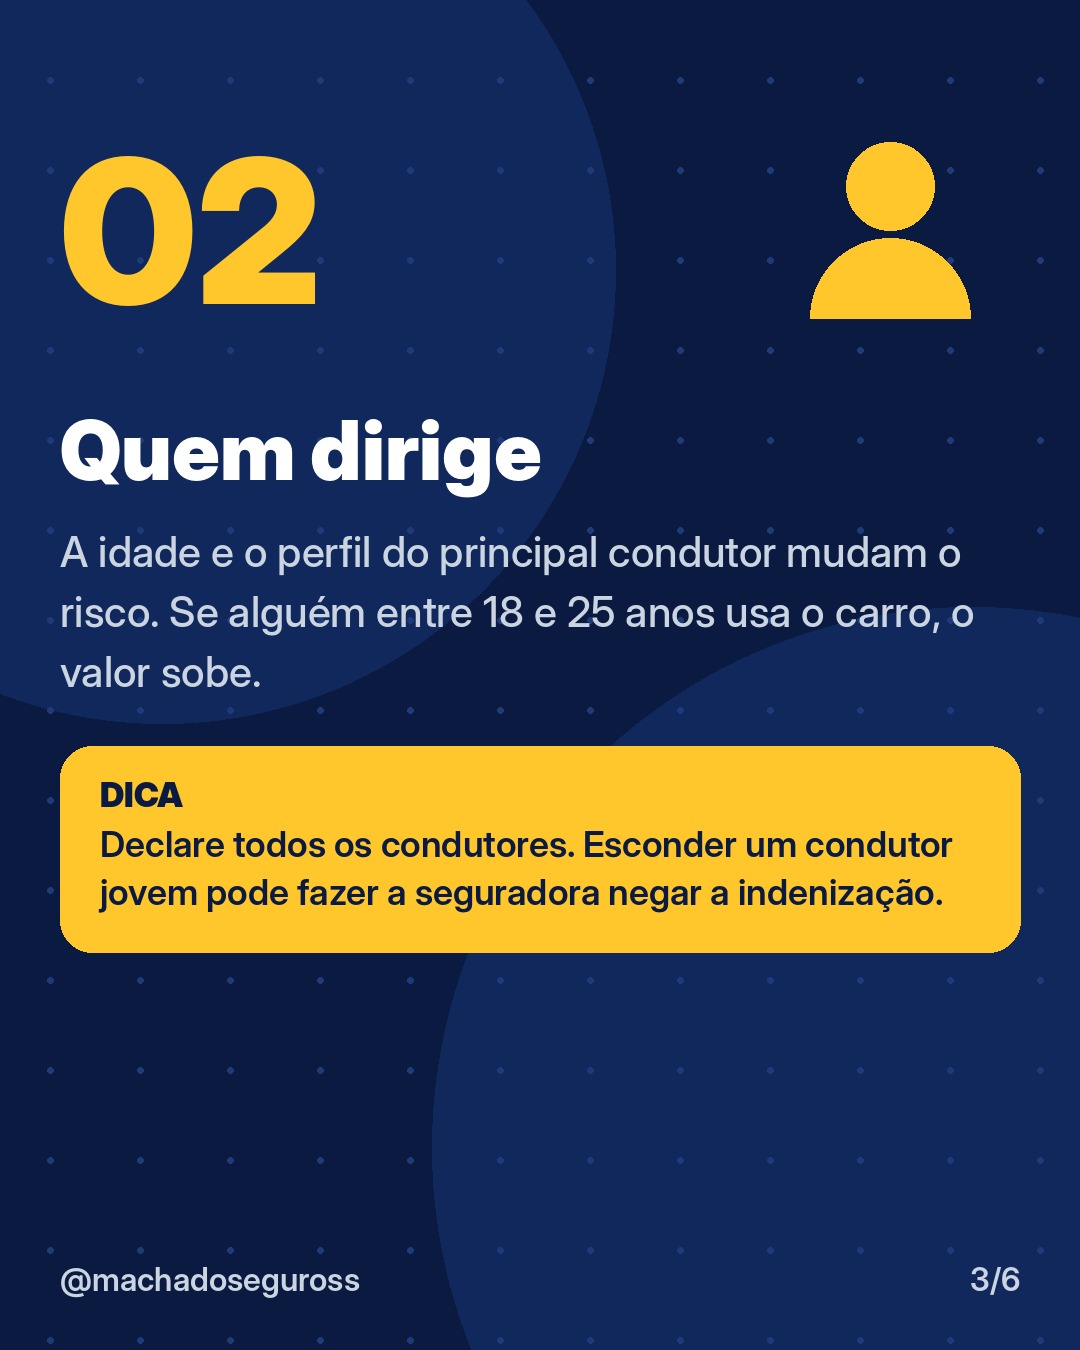 02
Quem dirige
A idade e o perfil do principal condutor mudam o
risco. Se alguém entre 18 e 25 anos usa o carro, o
valor sobe.
DICA
Declare todos os condutores. Esconder um condutor
jovem pode fazer a seguradora negar a indenização.
@machadoseguross
3/6